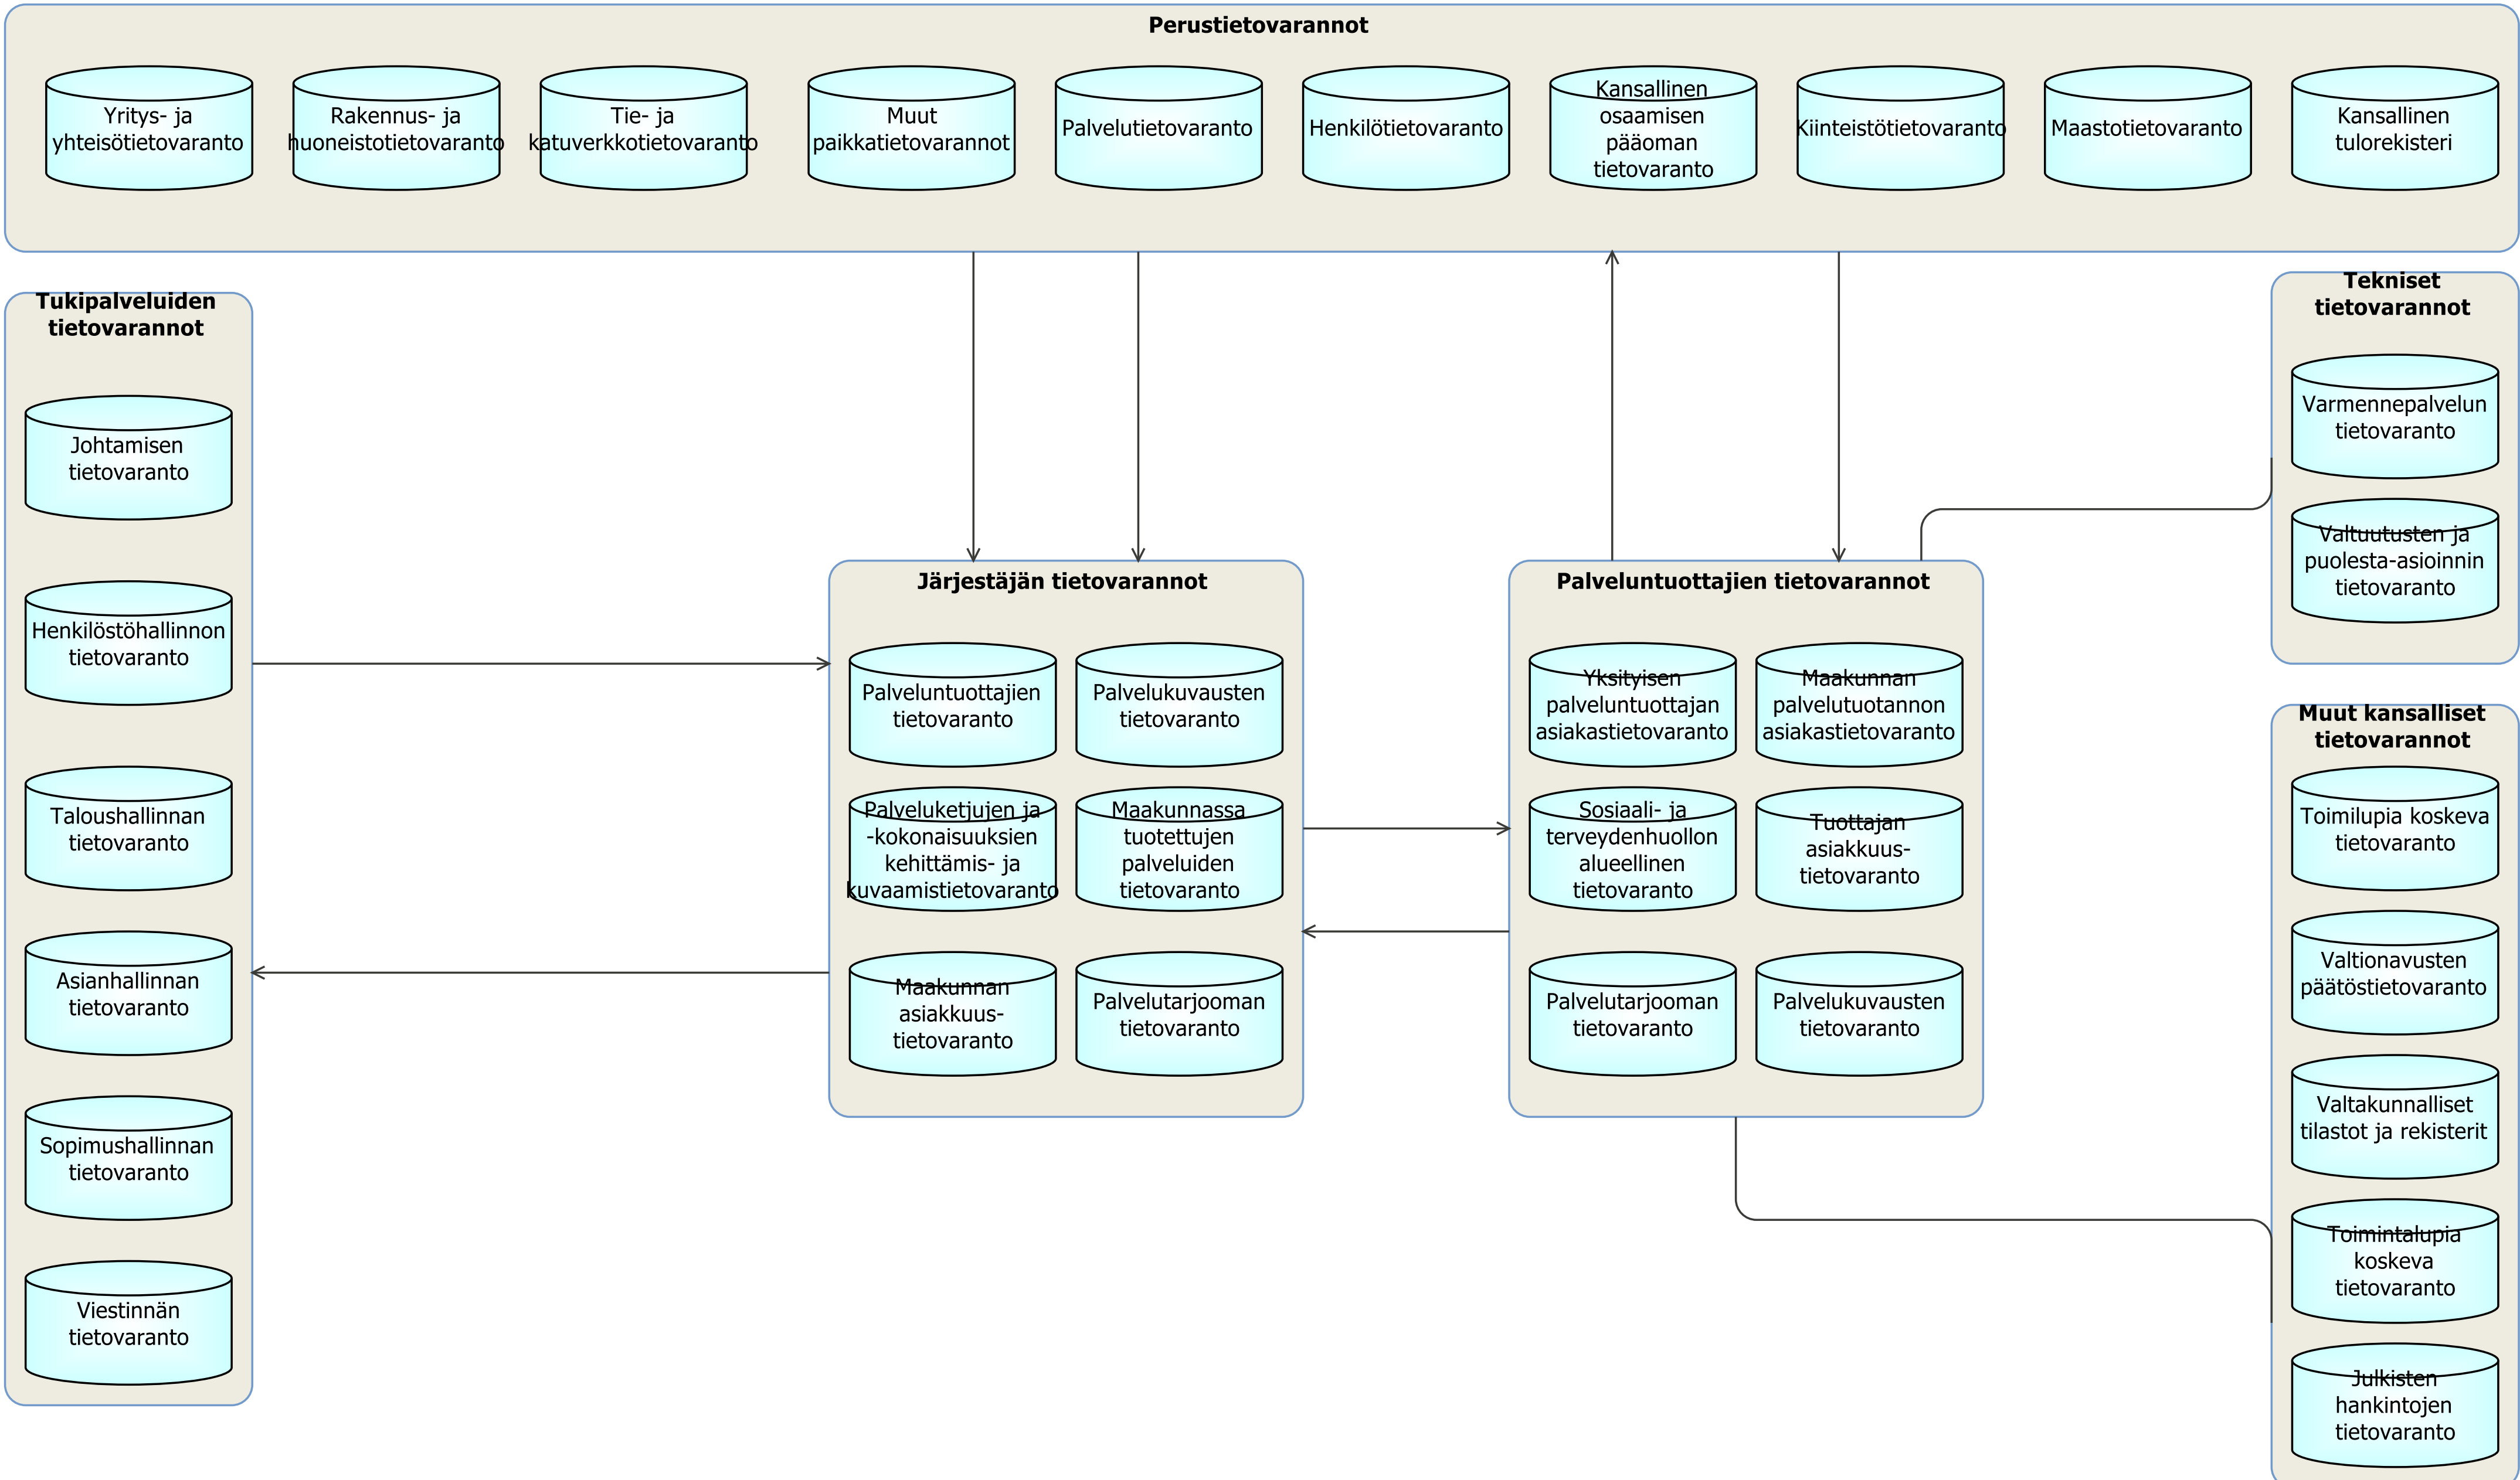 Perustietovarannot
Yritys- ja
yhteisötietovaranto
Rakennus- ja
huoneistotietovaranto
Tie- ja
katuverkkotietovaranto
Muut
paikkatietovarannot
Palvelutietovaranto
Henkilötietovaranto
Kansallinen
osaamisen
pääoman
tietovaranto
Kiinteistötietovaranto
Maastotietovaranto
Kansallinen
tulorekisteri
Tukipalveluiden
tietovarannot
Johtamisen
tietovaranto
Henkilöstöhallinnon
tietovaranto
Taloushallinnan
tietovaranto
Asianhallinnan
tietovaranto
Sopimushallinnan
tietovaranto
Viestinnän
tietovaranto
Järjestäjän tietovarannot
Palveluntuottajien
tietovaranto
Palvelukuvausten
tietovaranto
Palveluketjujen ja
-kokonaisuuksien
kehittämis- ja
kuvaamistietovaranto
Maakunnassa
tuotettujen
palveluiden
tietovaranto
Maakunnan
asiakkuus-
tietovaranto
Palvelutarjooman
tietovaranto
Palveluntuottajien tietovarannot
Yksityisen
palveluntuottajan
asiakastietovaranto
Maakunnan
palvelutuotannon
asiakastietovaranto
Sosiaali- ja
terveydenhuollon
alueellinen
tietovaranto
Tuottajan
asiakkuus-
tietovaranto
Palvelutarjooman
tietovaranto
Palvelukuvausten
tietovaranto
Tekniset
tietovarannot
Varmennepalvelun
tietovaranto
Valtuutusten ja
puolesta-asioinnin
tietovaranto
Muut kansalliset
tietovarannot
Toimilupia koskeva
tietovaranto
Valtionavusten
päätöstietovaranto
Valtakunnalliset
tilastot ja rekisterit
Toimintalupia
koskeva
tietovaranto
Julkisten
hankintojen
tietovaranto